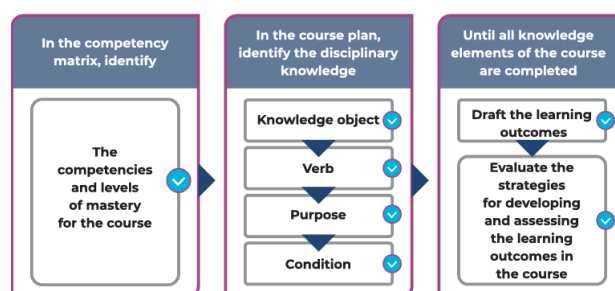 In the competency
matrix, identify
The
competencies
and levels
of mastery
for the course
In the course plan,
identify the disciplinary
knowledge
Knowledge object
Verb
Purpose
Condition
Until all knowledge
elements of the course
are completed
Draft the learning
outcomes
Evaluate the
strategies
for developing
and assessing
the learning
outcomes in
the course